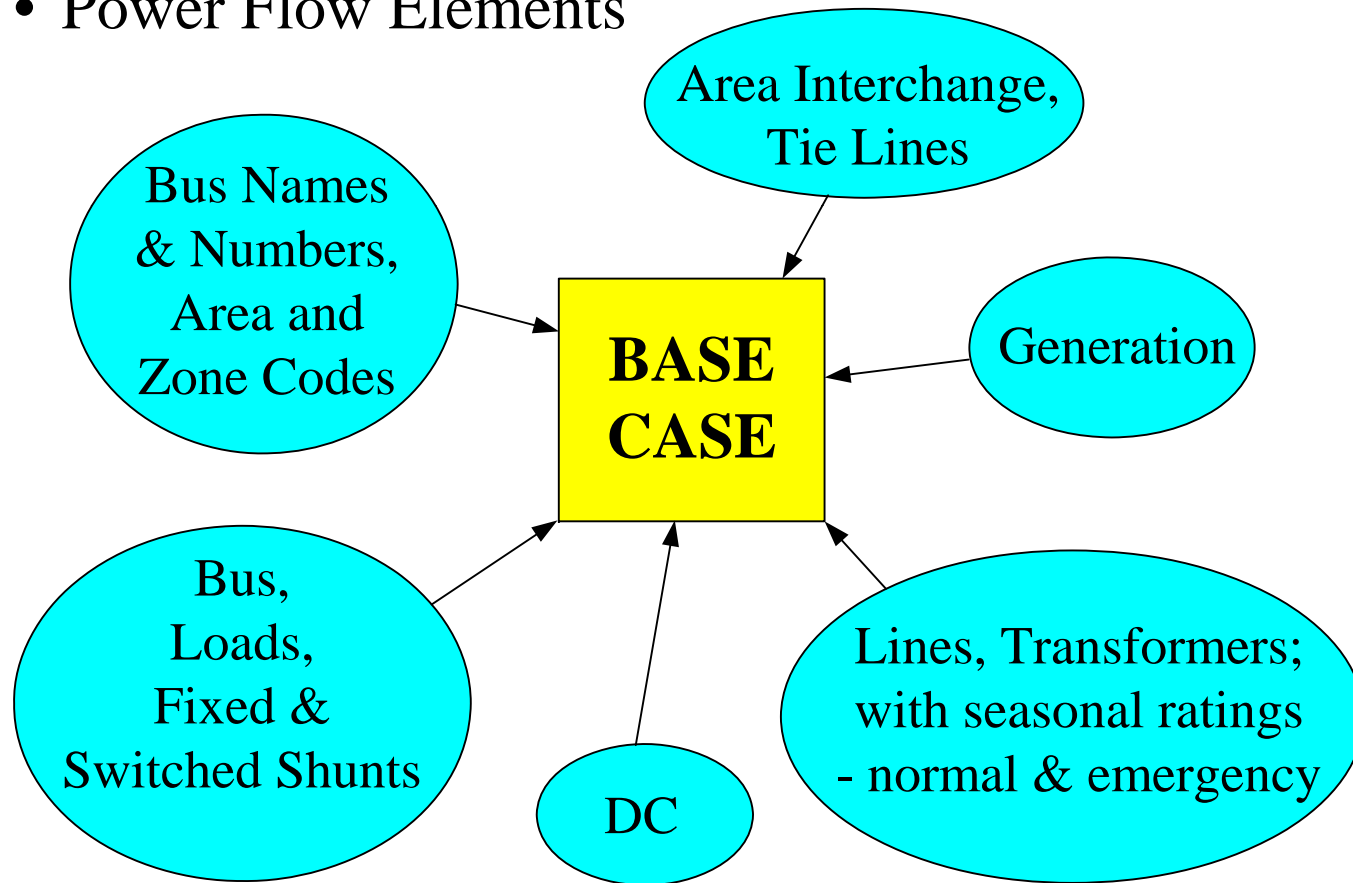 • Power Flow Elements
Area Interchange,
Tie Lines
Bus Names
& Numbers,
Area and
Zone Codes
BASE
CASE
Generation
Bus,
Loads,
Fixed &
Switched Shunts
DC
Lines, Transformers;
with seasonal ratings
- normal & emergency